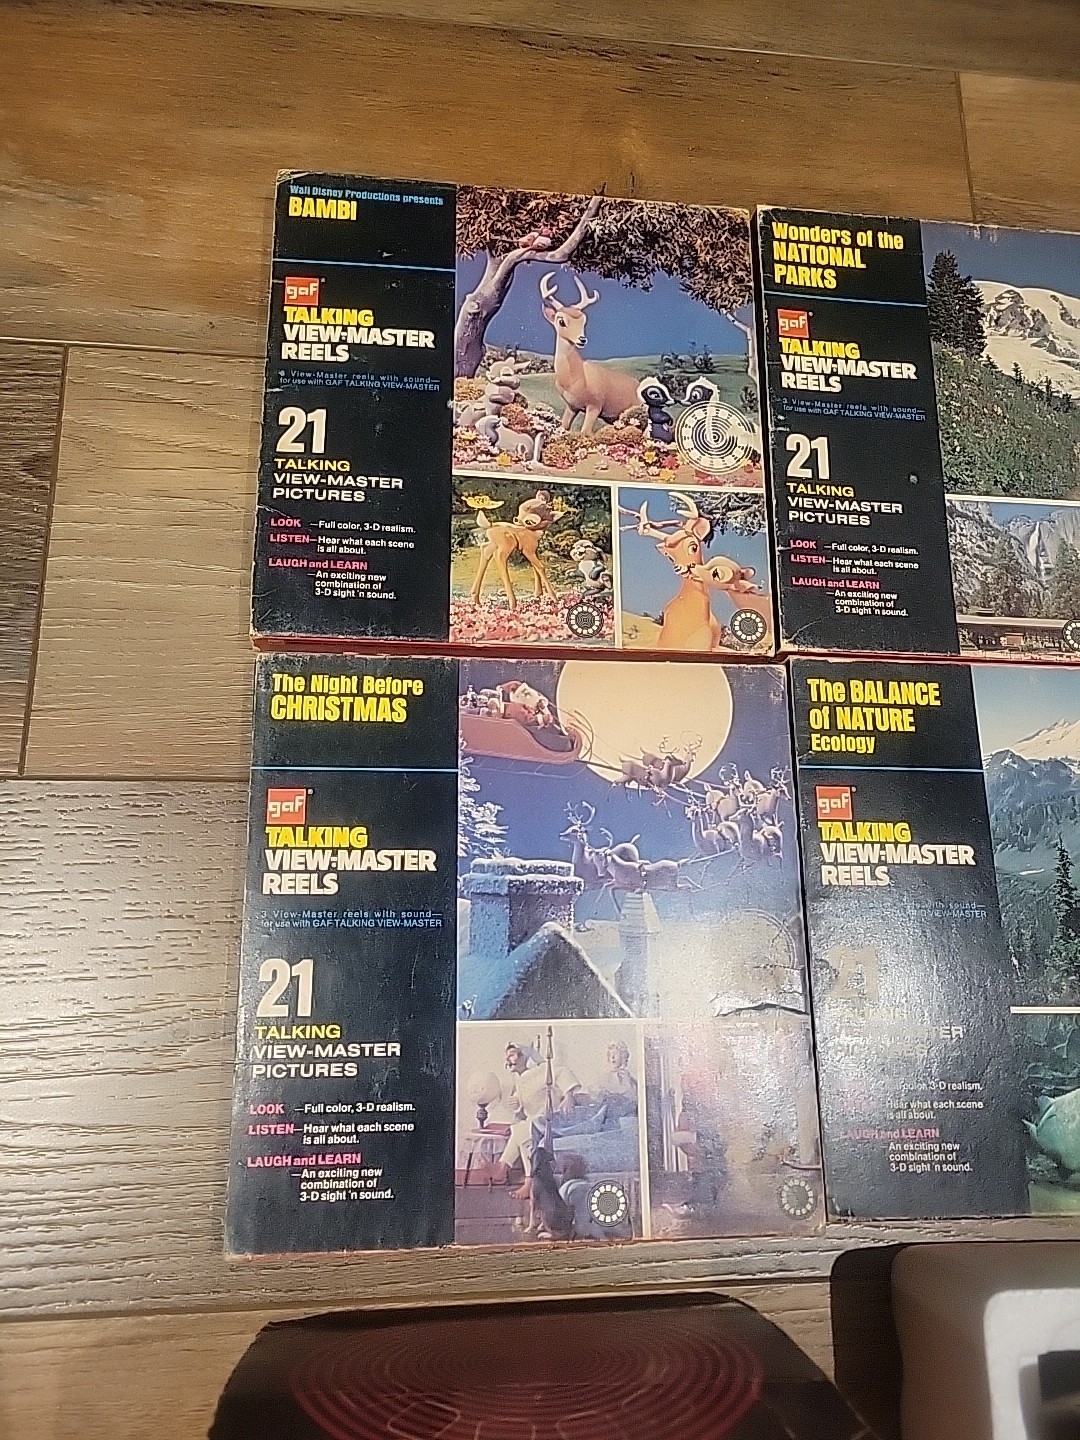 Walt Disney Productions presents
BAMBI
gaf®
TALKING
VIEW-MASTER
REELS
3 View-Master reels with sound—
for use with GAF TALKING VIEW-MASTER
21
TALKING
VIEW-MASTER
PICTURES
LOOK —Full color, 3-D realism.
LISTEN—Hear what each scene
is all about.
LAUGH and LEARN
—An exciting new
combination of
3-D sight 'n sound.
Wonders of the
NATIONAL
PARKS
gaf®
TALKING
VIEW-MASTER
REELS
3 View-Master reels with sound—
for use with GAF TALKING VIEW-MASTER
21
TALKING
VIEW-MASTER
PICTURES
LOOK —Full color, 3-D realism.
LISTEN—Hear what each scene
is all about.
LAUGH and LEARN
—An exciting new
combination of
3-D sight 'n sound.
The Night Before
CHRISTMAS
gaf®
TALKING
VIEW-MASTER
REELS
3 View-Master reels with sound—
for use with GAF TALKING VIEW-MASTER
21
TALKING
VIEW-MASTER
PICTURES
LOOK —Full color, 3-D realism.
LISTEN—Hear what each scene
is all about.
LAUGH and LEARN
—An exciting new
combination of
3-D sight 'n sound.
The BALANCE
of NATURE
Ecology
gaf®
TALKING
VIEW-MASTER
REELS
with sound—
VIEW-MASTER
21
color, 3-D realism.
Hear what each scene
is all about.
LAUGH and LEARN
—An exciting new
combination of
3-D sight 'n sound.